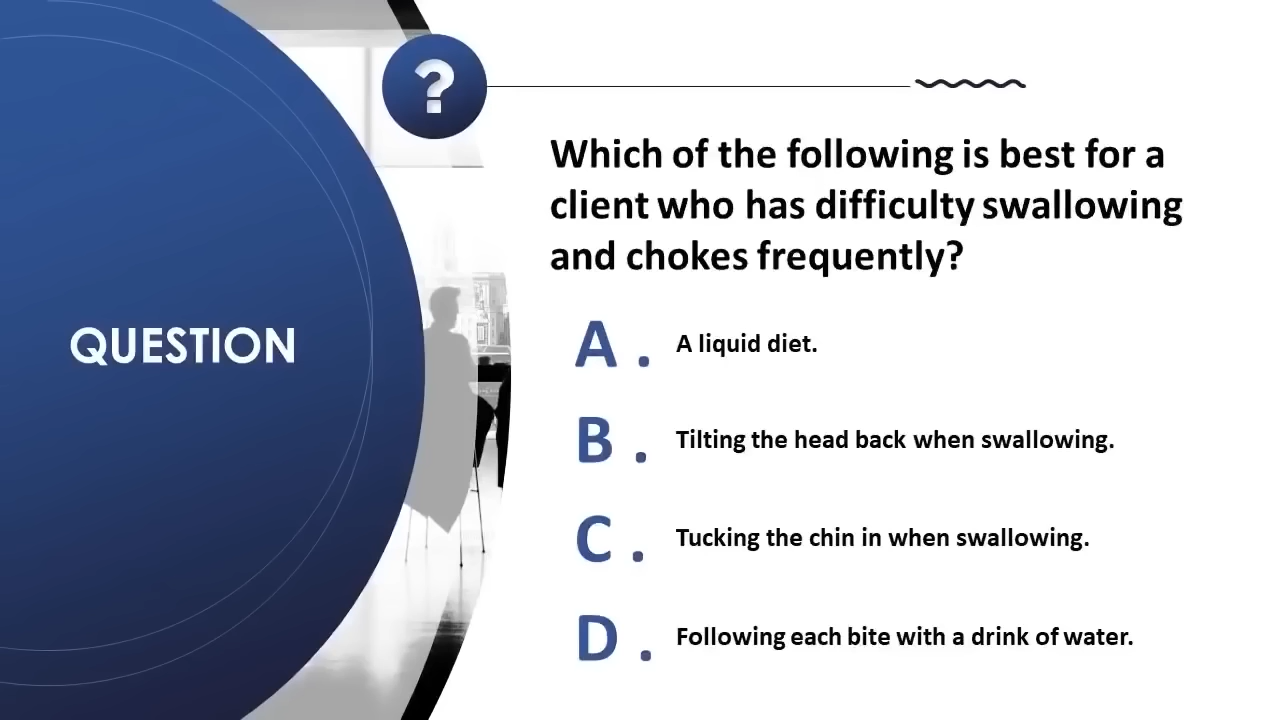 ?
Which of the following is best for a
client who has difficulty swallowing
and chokes frequently?
QUESTION
A . A liquid diet.
B . Tilting the head back when swallowing.
C . Tucking the chin in when swallowing.
D . Following each bite with a drink of water.